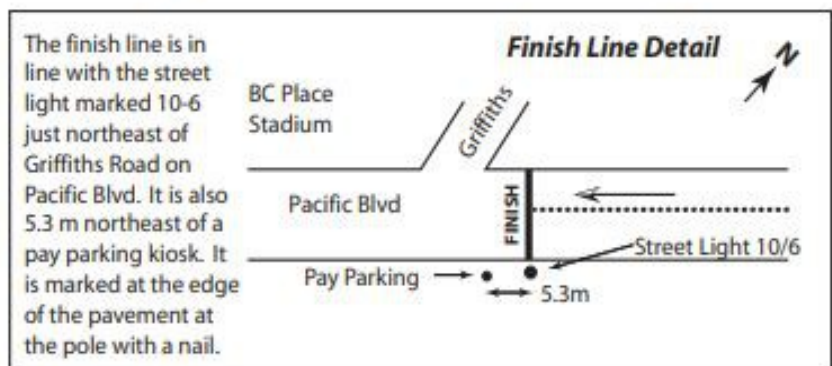 The finish line is in
line with the street
light marked 10-6
just northeast of
Griffiths Road on
Pacific Blvd. It is also
5.3 m northeast of a
pay parking kiosk. It
is marked at the edge
of the pavement at
the pole with a nail.
Finish Line Detail
N
BC Place
Stadium
Griffiths
Pacific Blvd
FINISH
Street Light 10/6
Pay Parking
5.3m